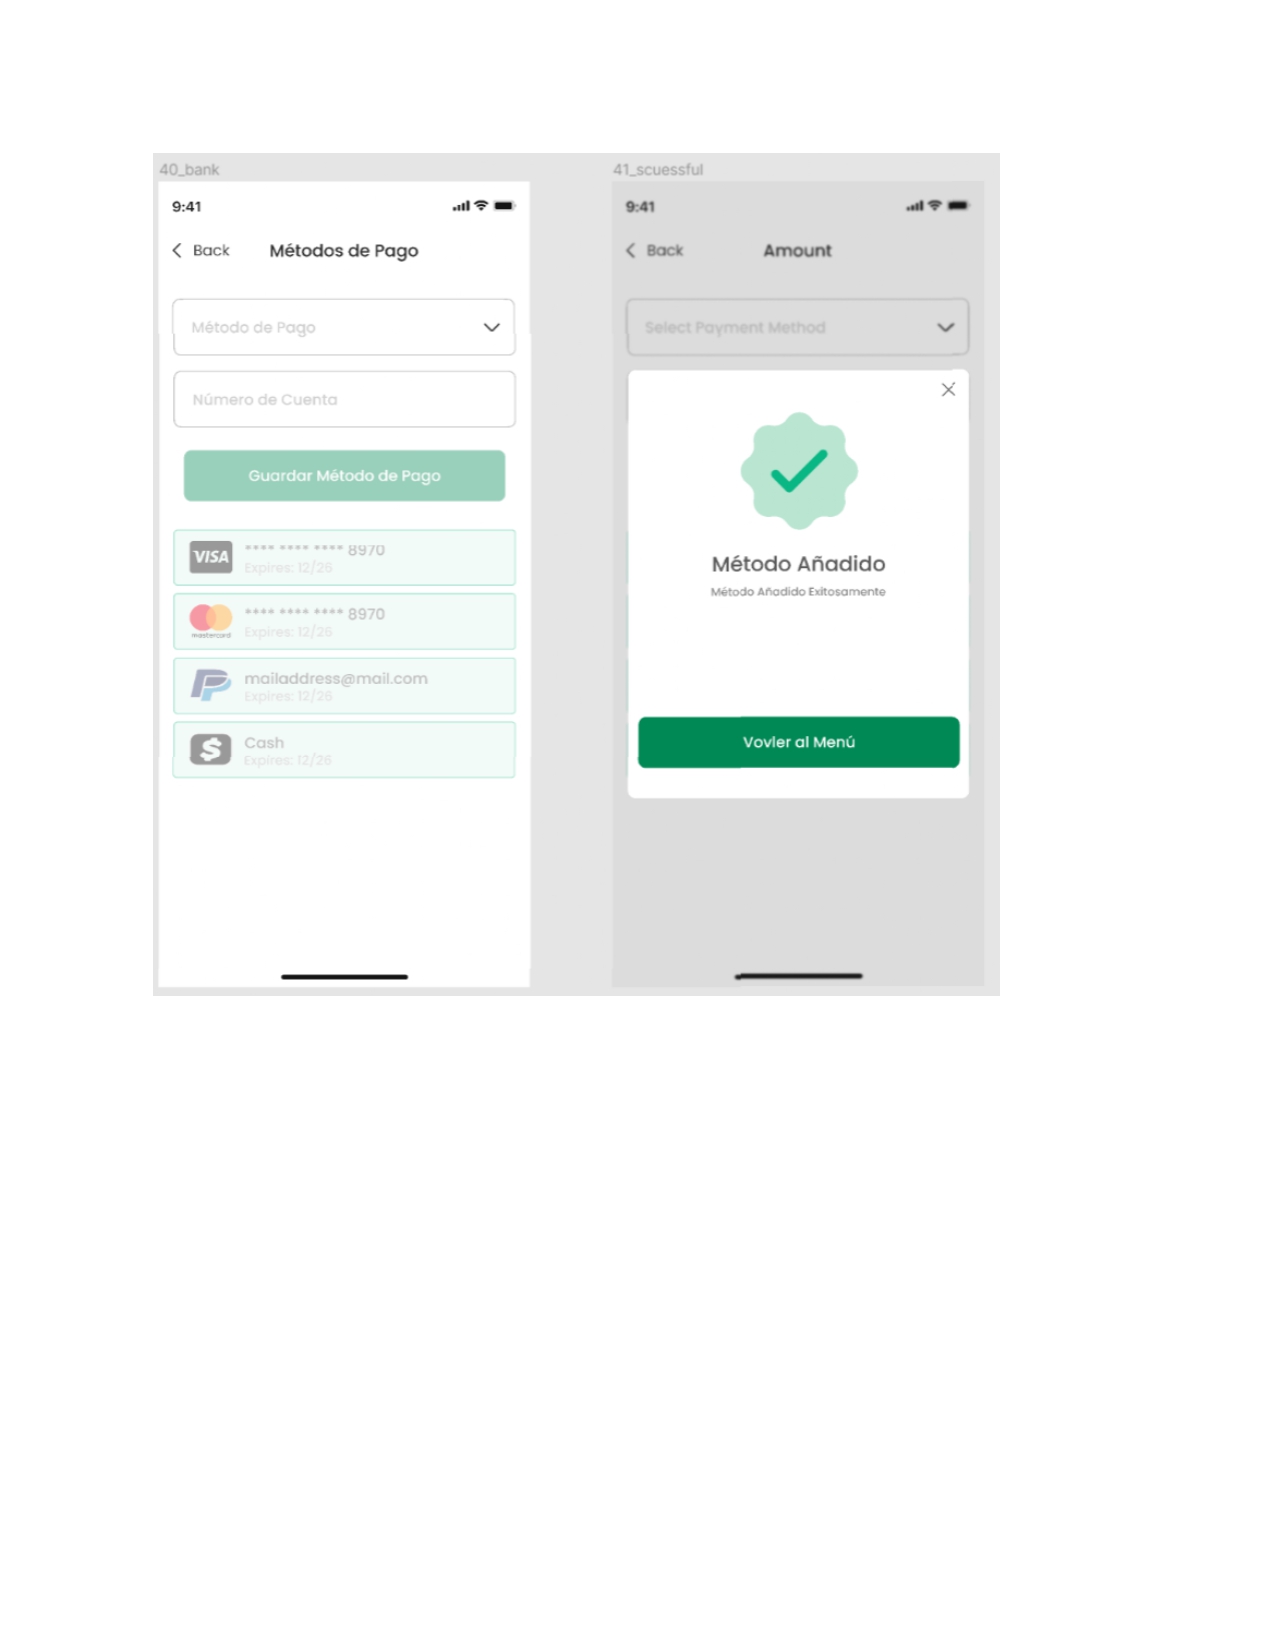 40_bank
9:41
Back Métodos de Pago
Método de Pago
Número de Cuenta
Guardar Método de Pago
VISA **** **** **** 8970
Expires: 12/26
**** **** **** 8970
mastercard Expires: 12/26
mailaddress@mail.com
Expires: 12/26
Cash
Expires: 12/26
41_scuessful
9:41
Back Amount
Select Payment Method
Método Añadido
Método Añadido Exitosamente
Vovler al Menú